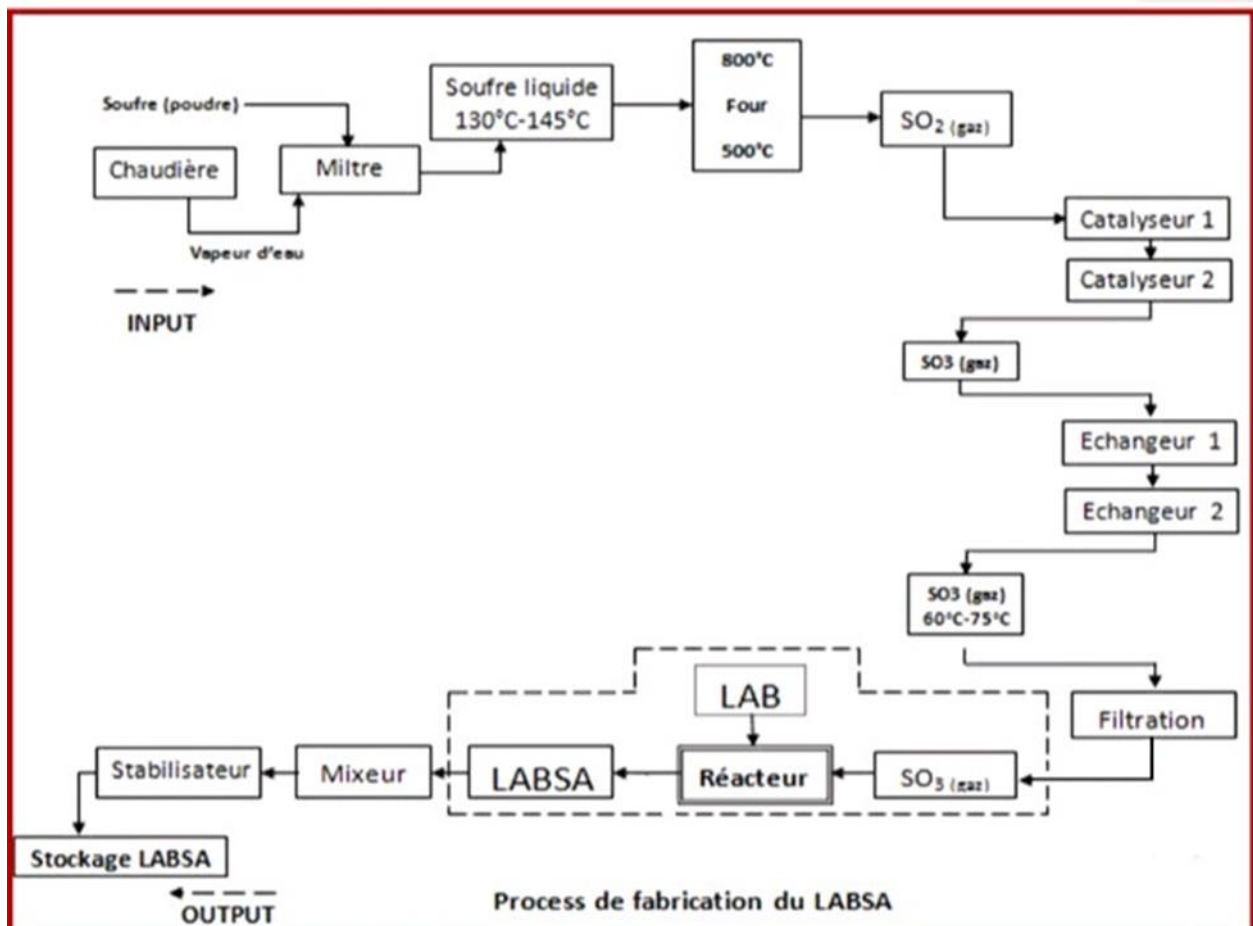 Soufre (poudre)
Chaudière
Miltre
Vapeur d'eau
INPUT
Soufre liquide
130°C-145°C
800°C
Four
500°C
SO₂ (gaz)
Catalyseur 1
Catalyseur 2
SO3 (gaz)
Echangeur 1
Echangeur 2
SO3 (gaz)
60°C-75°C
Filtration
SO₃ (gaz)
LAB
Réacteur
LABSA
Mixeur
Stabilisateur
Stockage LABSA
OUTPUT
Process de fabrication du LABSA